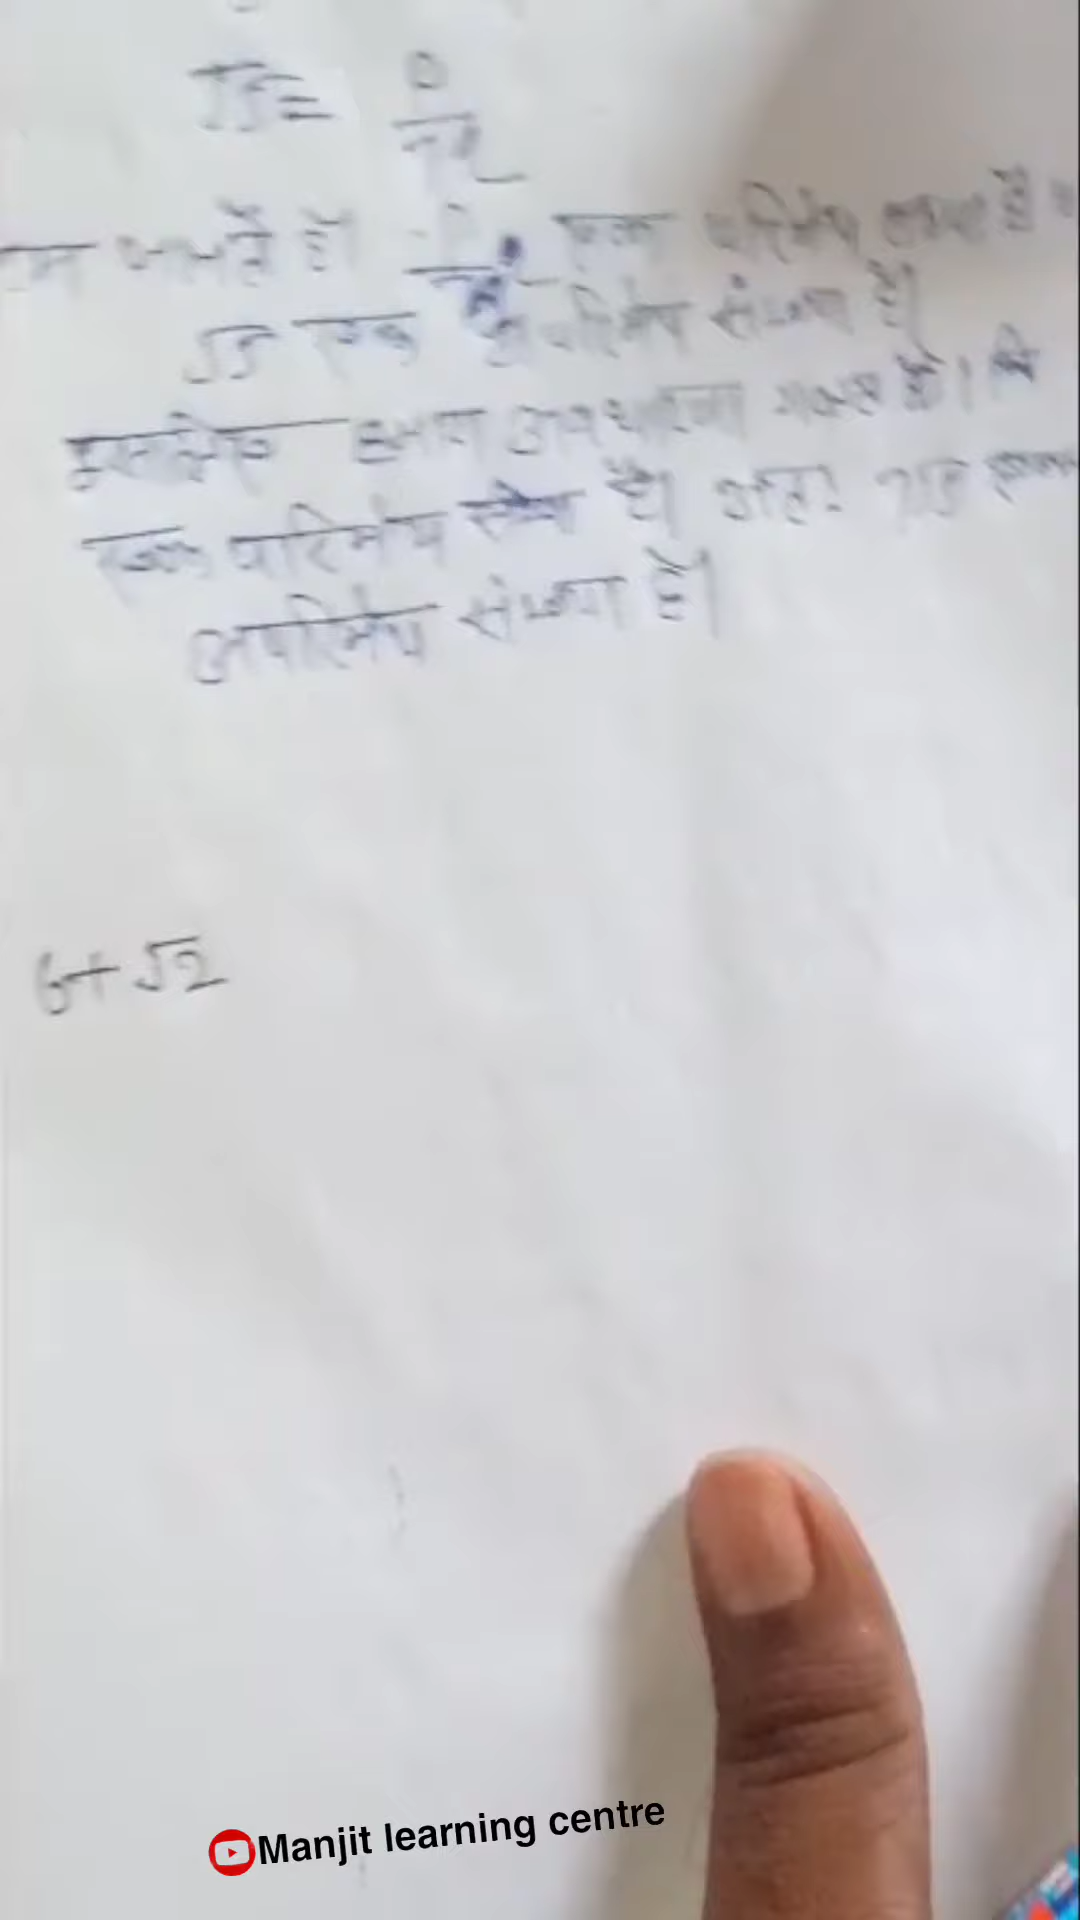 √5 =
हम जानते हैं। एक परिमेय संख्या है
√5 एक अपरिमेय संख्या है।
इसलिए हमारा अवधारणा गलत है। कि
एक परिमेय संख्या है। अतः यह एक
अपरिमेय संख्या है।
6+√2
Manjit learning centre